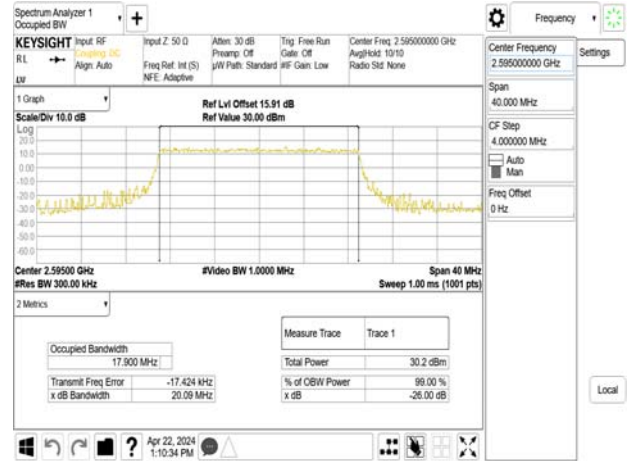 Spectrum Analyzer 1
Occupied BW
Frequency
KEYSIGHT
Input: RF
Coupling: DC
Align: Auto
Input Z: 50 Ω
Freq Ref: Int (S)
NFE: Adaptive
Atten: 30 dB
Preamp: Off
µW Path: Standard
Trig: Free Run
Gate: Off
#IF Gain: Low
Center Freq: 2.595000000 GHz
Avg|Hold: 10/10
Radio Std: None
RL
Center Frequency
2.595000000 GHz
Settings
Span
40.000 MHz
CF Step
4.000000 MHz
Auto
Man
Freq Offset
0 Hz
Local
1 Graph
Scale/Div 10.0 dB
Ref Lvl Offset 15.91 dB
Ref Value 30.00 dBm
Log
20.0
10.0
0.00
-10.0
-20.0
-30.0
-40.0
-50.0
-60.0
Center 2.59500 GHz
#Video BW 1.0000 MHz
Span 40 MHz
#Res BW 300.00 kHz
Sweep 1.00 ms (1001 pts)
2 Metrics
Measure Trace Trace 1
Occupied Bandwidth
17.900 MHz
Total Power 30.2 dBm
Transmit Freq Error -17.424 kHz
% of OBW Power 99.00 %
x dB Bandwidth 20.09 MHz
x dB -26.00 dB
Apr 22, 2024
1:10:34 PM